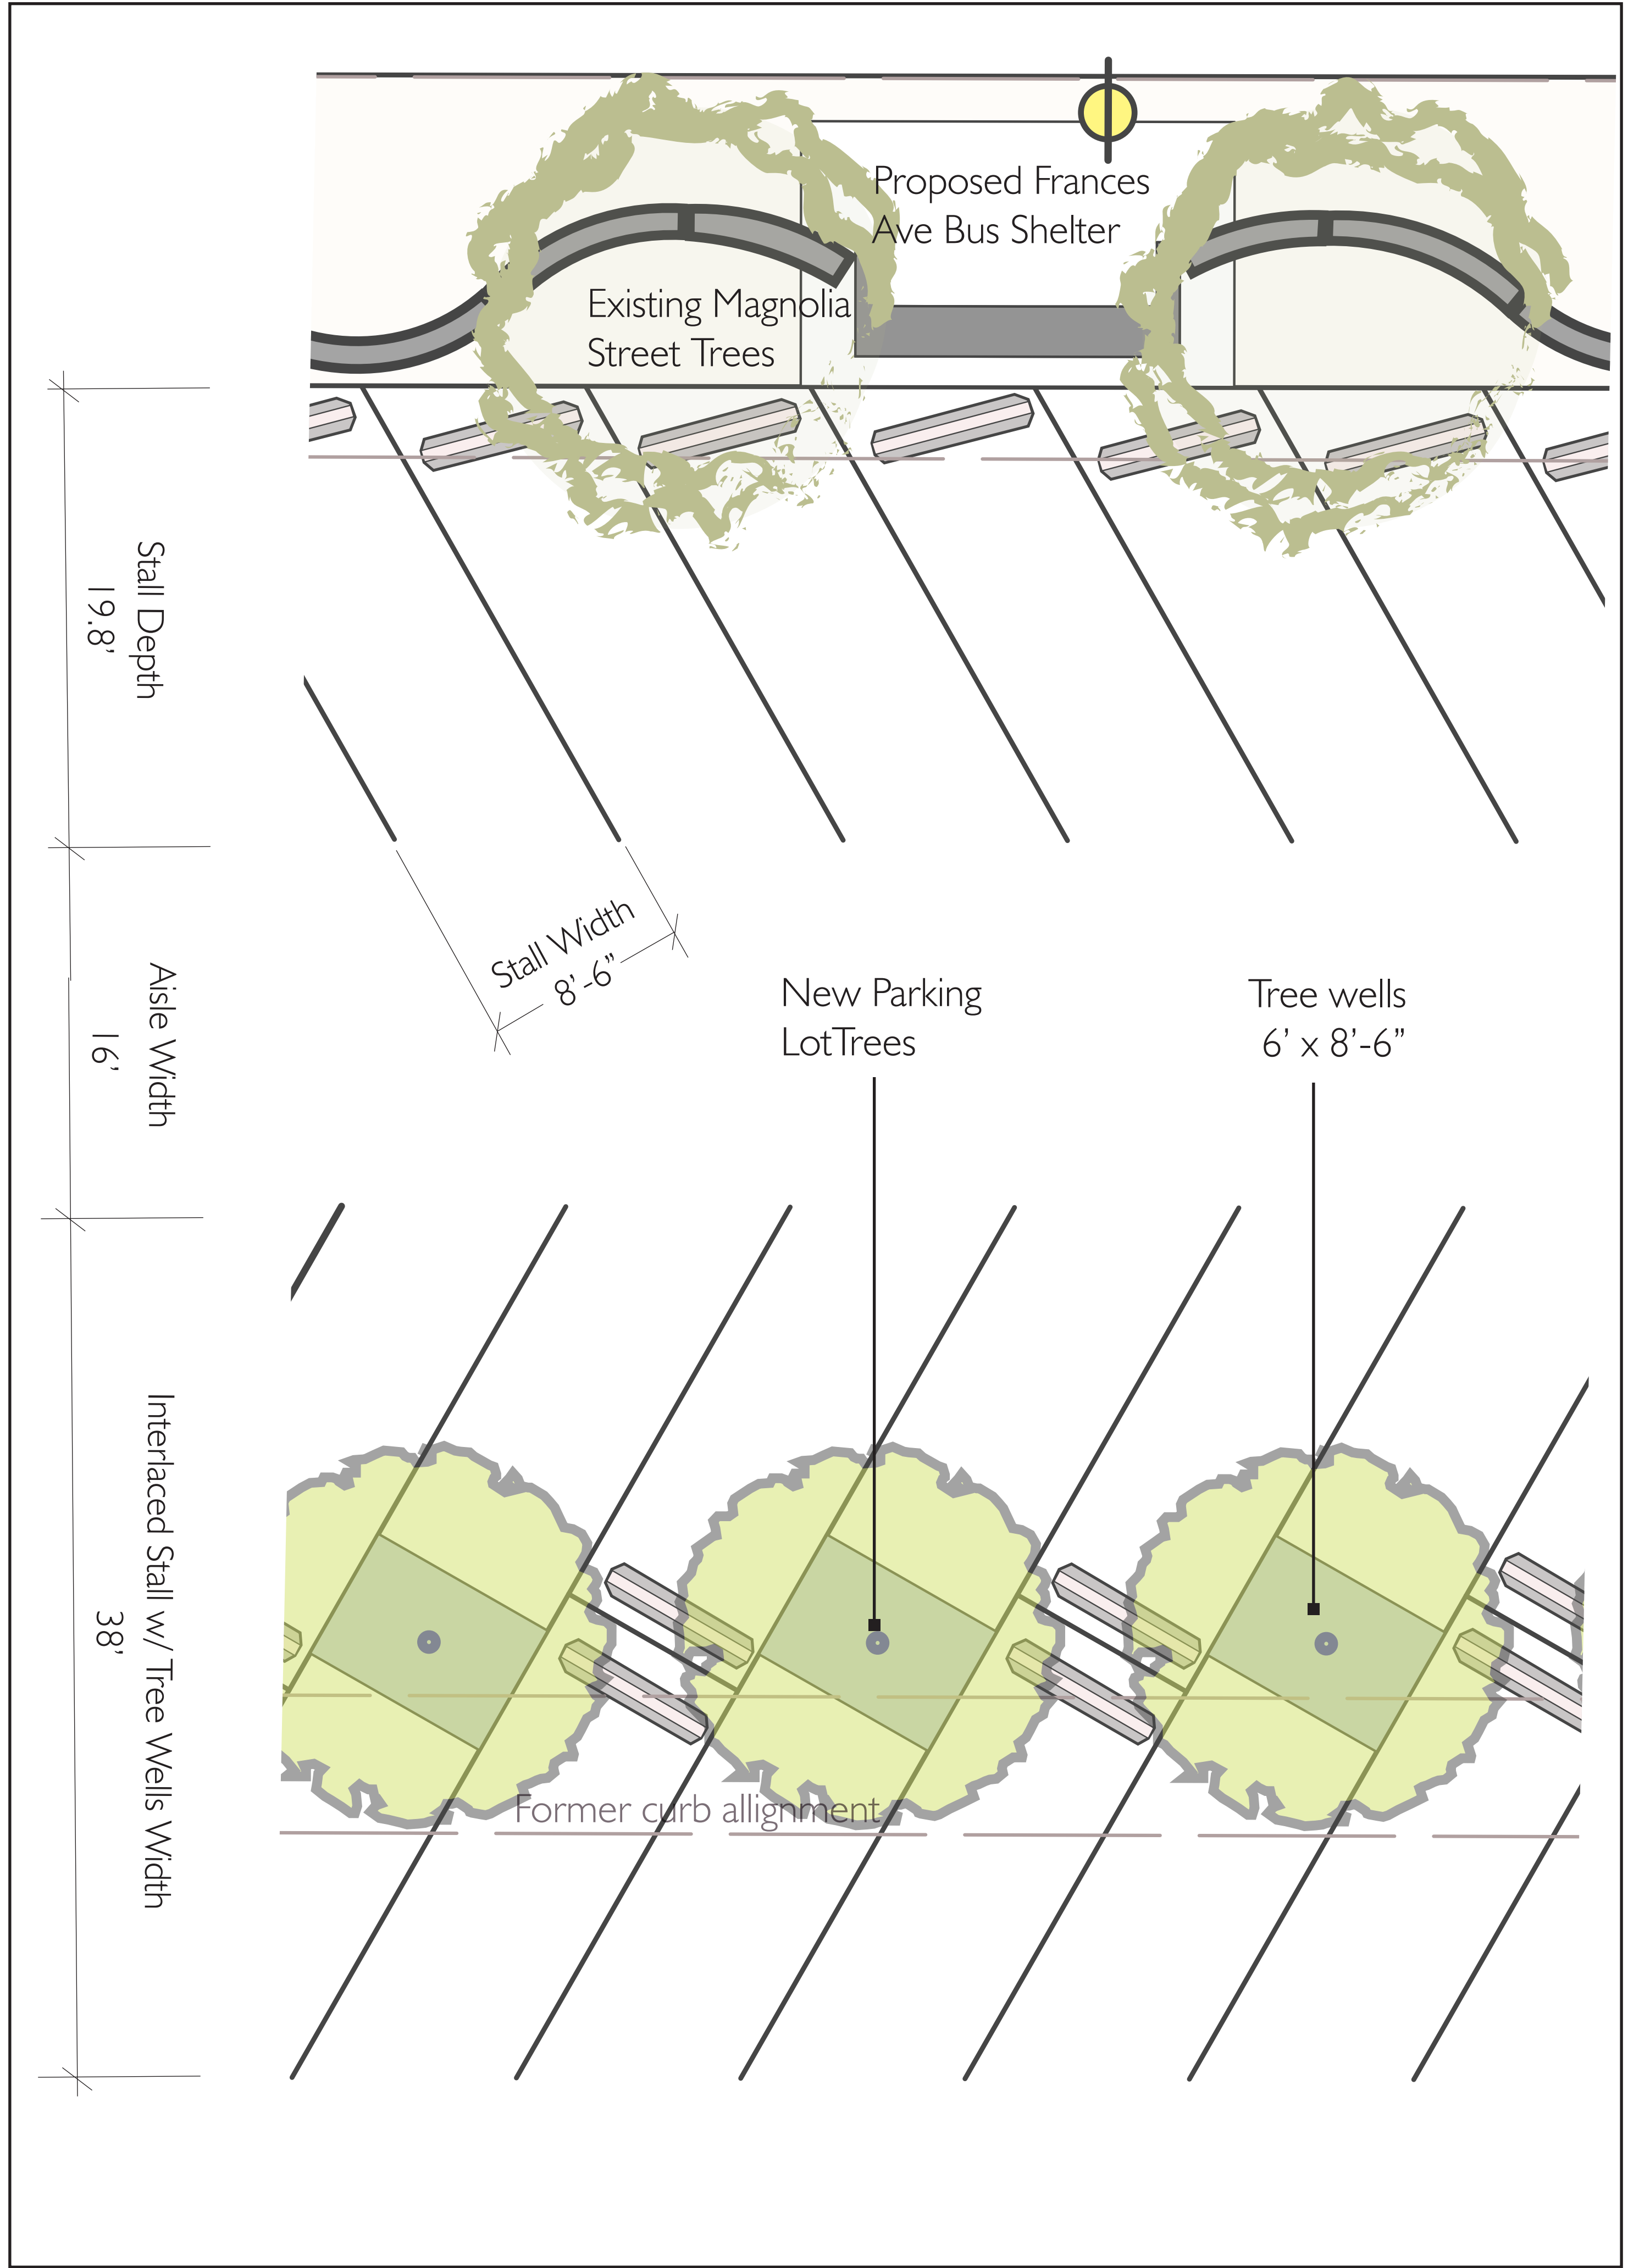 Proposed Frances
Ave Bus Shelter
Existing Magnolia
Street Trees
Stall Depth
19.8’
Stall Width
8’-6”
Aisle Width
16’
New Parking
LotTrees
Tree wells
6’ x 8’-6”
Interlaced Stall w/ Tree Wells Width
38’
Former curb allignment